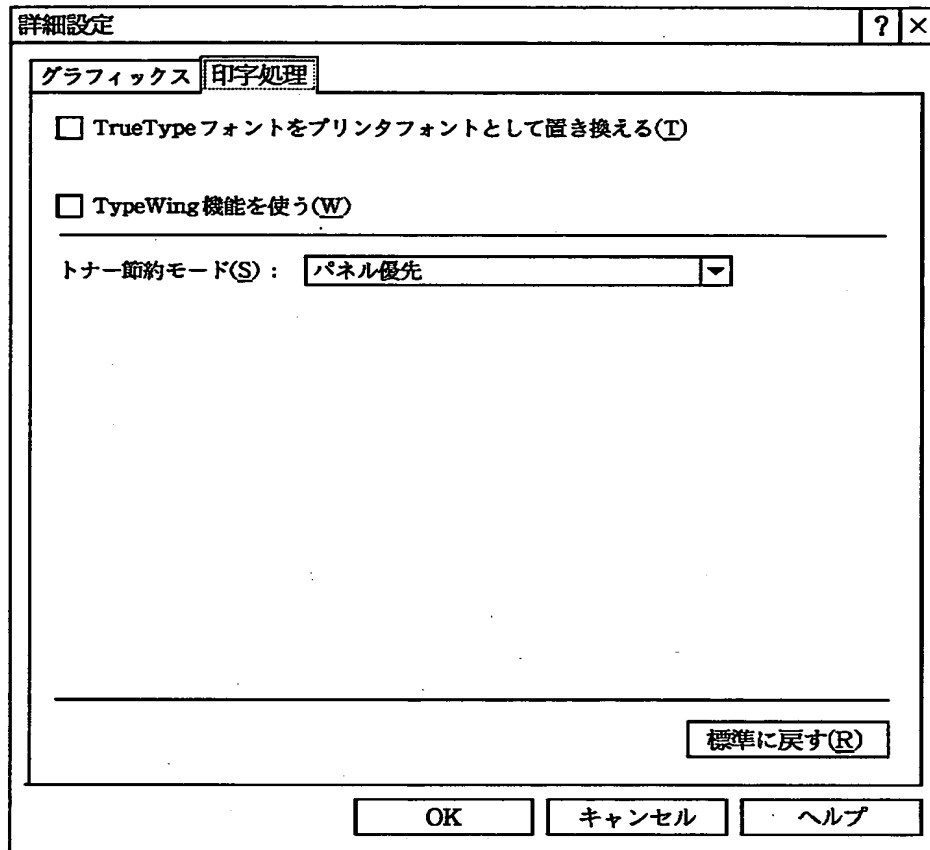 詳細設定 ? ×
グラフィックス 印字処理
TrueTypeフォントをプリンタフォントとして置き換える(T)
TypeWing機能を使う(W)
トナー節約モード(S) : パネル優先
標準に戻す(R)
OK キャンセル ヘルプ